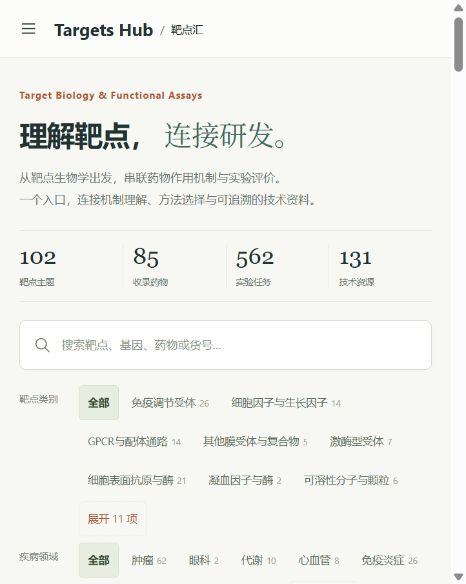 Targets Hub / 靶点汇
Target Biology & Functional Assays
理解靶点， 连接研发。
从靶点生物学出发，串联药物作用机制与实验评价。
一个入口，连接机制理解、方法选择与可追溯的技术资料。
102 85 562 131
靶点主题 收录药物 实验任务 技术资源
搜索靶点、基因、药物或货号...
靶点类别 全部 免疫调节受体 26 细胞因子与生长因子 14
GPCR与配体通路 14 其他膜受体与复合物 5 激酶型受体 7
细胞表面抗原与酶 21 凝血因子与酶 2 可溶性分子与颗粒 6
展开 11 项
疾病领域 全部 肿瘤 62 眼科 2 代谢 10 心血管 8 免疫炎症 26